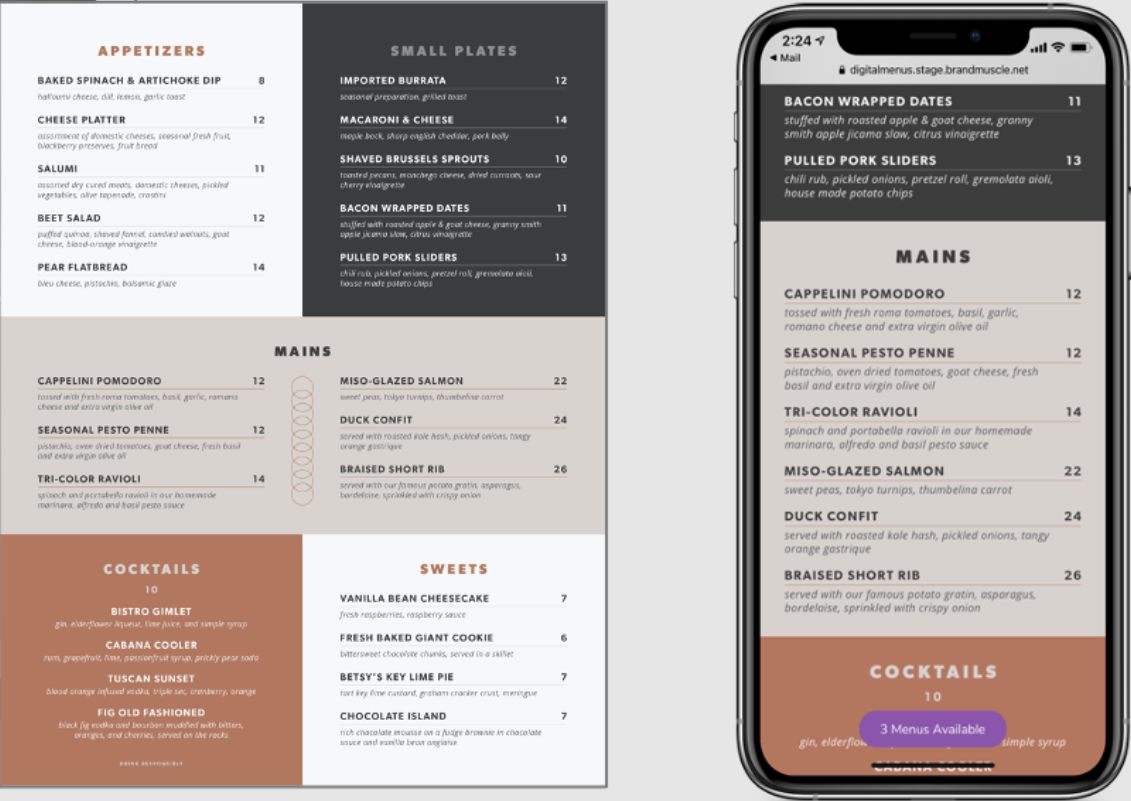 APPETIZERS
BAKED SPINACH & ARTICHOKE DIP 8
halloumi cheese, dill, lemon, garlic toast
CHEESE PLATTER 12
assortment of domestic cheeses, seasonal fresh fruit,
blackberry preserves, fruit bread
SALUMI 11
assorted dry cured meats, domestic cheeses, pickled
vegetables, olive tapenade, crostini
BEET SALAD 12
puffed quinoa, shaved fennel, candied walnuts, goat
cheese, blood-orange vinaigrette
PEAR FLATBREAD 14
bleu cheese, pistachio, balsamic glaze
SMALL PLATES
IMPORTED BURRATA 12
seasonal preparation, grilled toast
MACARONI & CHEESE 14
maple bock, sharp english cheddar, pork belly
SHAVED BRUSSELS SPROUTS 10
toasted pecans, manchego cheese, dried currants, sour
cherry vinaigrette
BACON WRAPPED DATES 11
stuffed with roasted apple & goat cheese, granny smith
apple jicama slaw, citrus vinaigrette
PULLED PORK SLIDERS 13
chili rub, pickled onions, pretzel roll, gremolata aioli,
house made potato chips
MAINS
CAPPELINI POMODORO 12
tossed with fresh roma tomatoes, basil, garlic, romano
cheese and extra virgin olive oil
SEASONAL PESTO PENNE 12
pistachio, oven dried tomatoes, goat cheese, fresh basil
and extra virgin olive oil
TRI-COLOR RAVIOLI 14
spinach and portabella ravioli in our homemade
marinara, alfredo and basil pesto sauce
MISO-GLAZED SALMON 22
sweet peas, tokyo turnips, thumbelina carrot
DUCK CONFIT 24
served with roasted kale hash, pickled onions, tangy
orange gastrique
BRAISED SHORT RIB 26
served with our famous potato gratin, asparagus,
bordelaise, sprinkled with crispy onion
COCKTAILS
10
BISTRO GIMLET
gin, elderflower liqueur, lime juice, and simple syrup
CABANA COOLER
rum, grapefruit, lime, passionfruit syrup, prickly pear soda
TUSCAN SUNSET
blood orange infused vodka, triple sec, cranberry, orange
FIG OLD FASHIONED
black fig vodka and bourbon muddled with bitters,
oranges, and cherries, served on the rocks
DRINK RESPONSIBLY
SWEETS
VANILLA BEAN CHEESECAKE 7
fresh raspberries, raspberry sauce
FRESH BAKED GIANT COOKIE 6
bittersweet chocolate chunks, served in a skillet
BETSY'S KEY LIME PIE 7
tart key lime custard, graham cracker crust, meringue
CHOCOLATE ISLAND 7
rich chocolate mousse on a fudge brownie in chocolate
sauce and vanilla bean anglaise
2:24
Mail
digitalmenus.stage.brandmuscle.net
BACON WRAPPED DATES 11
stuffed with roasted apple & goat cheese, granny
smith apple jicama slaw, citrus vinaigrette
PULLED PORK SLIDERS 13
chili rub, pickled onions, pretzel roll, gremolata aioli,
house made potato chips
MAINS
CAPPELINI POMODORO 12
tossed with fresh roma tomatoes, basil, garlic,
romano cheese and extra virgin olive oil
SEASONAL PESTO PENNE 12
pistachio, oven dried tomatoes, goat cheese, fresh
basil and extra virgin olive oil
TRI-COLOR RAVIOLI 14
spinach and portabella ravioli in our homemade
marinara, alfredo and basil pesto sauce
MISO-GLAZED SALMON 22
sweet peas, tokyo turnips, thumbelina carrot
DUCK CONFIT 24
served with roasted kale hash, pickled onions, tangy
orange gastrique
BRAISED SHORT RIB 26
served with our famous potato gratin, asparagus,
bordelaise, sprinkled with crispy onion
COCKTAILS
10
3 Menus Available
gin, simple syrup
CABANA COOLER